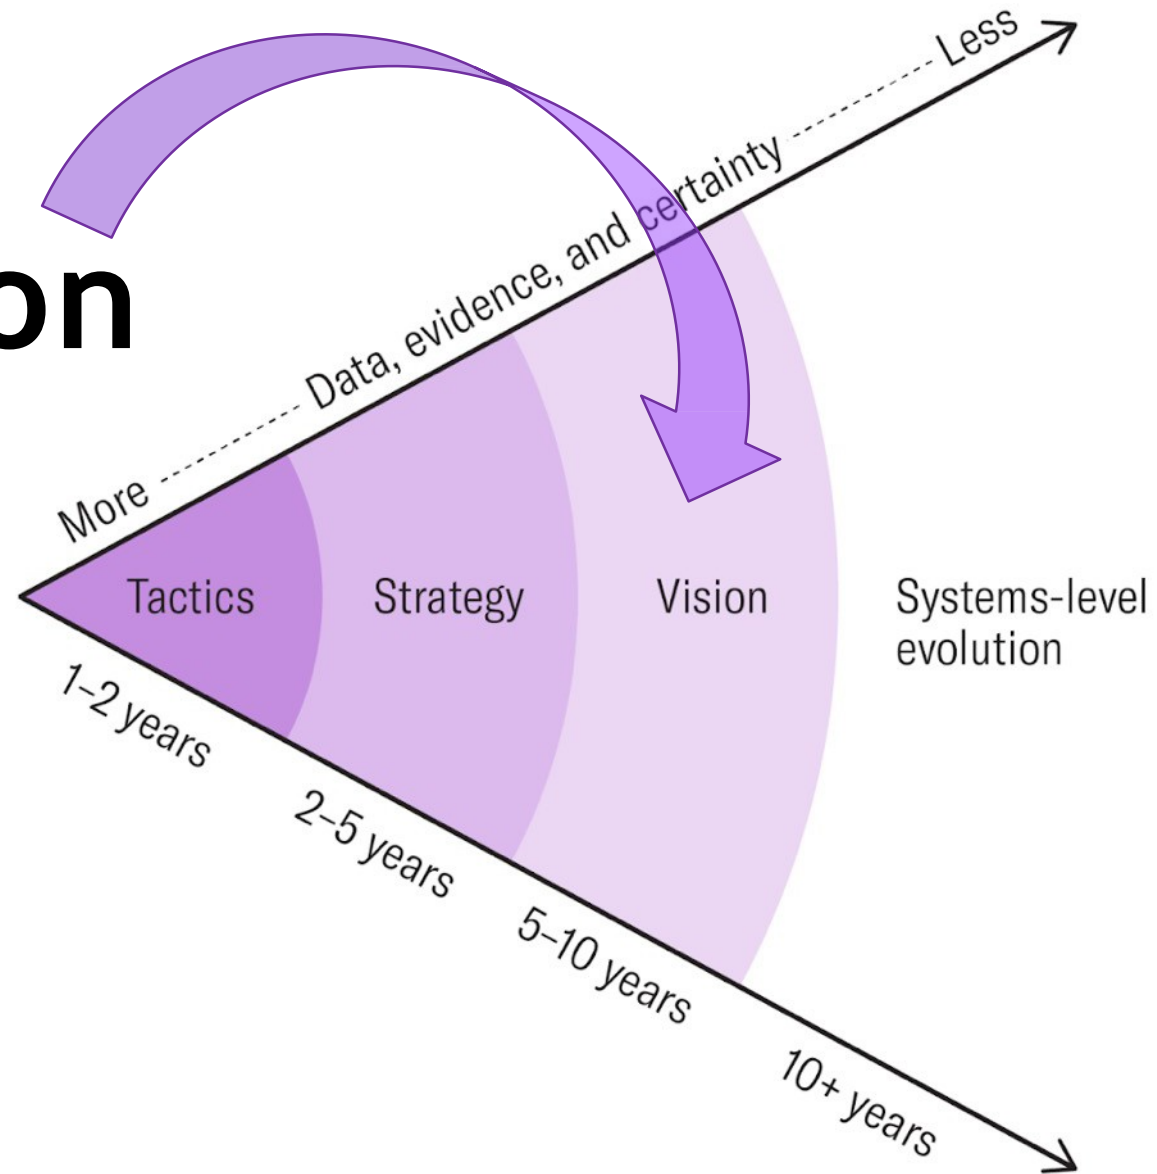 on
Less
Data, evidence, and certainty
More
Tactics
Strategy
Vision
Systems-level
evolution
1–2 years
2–5 years
5–10 years
10+ years